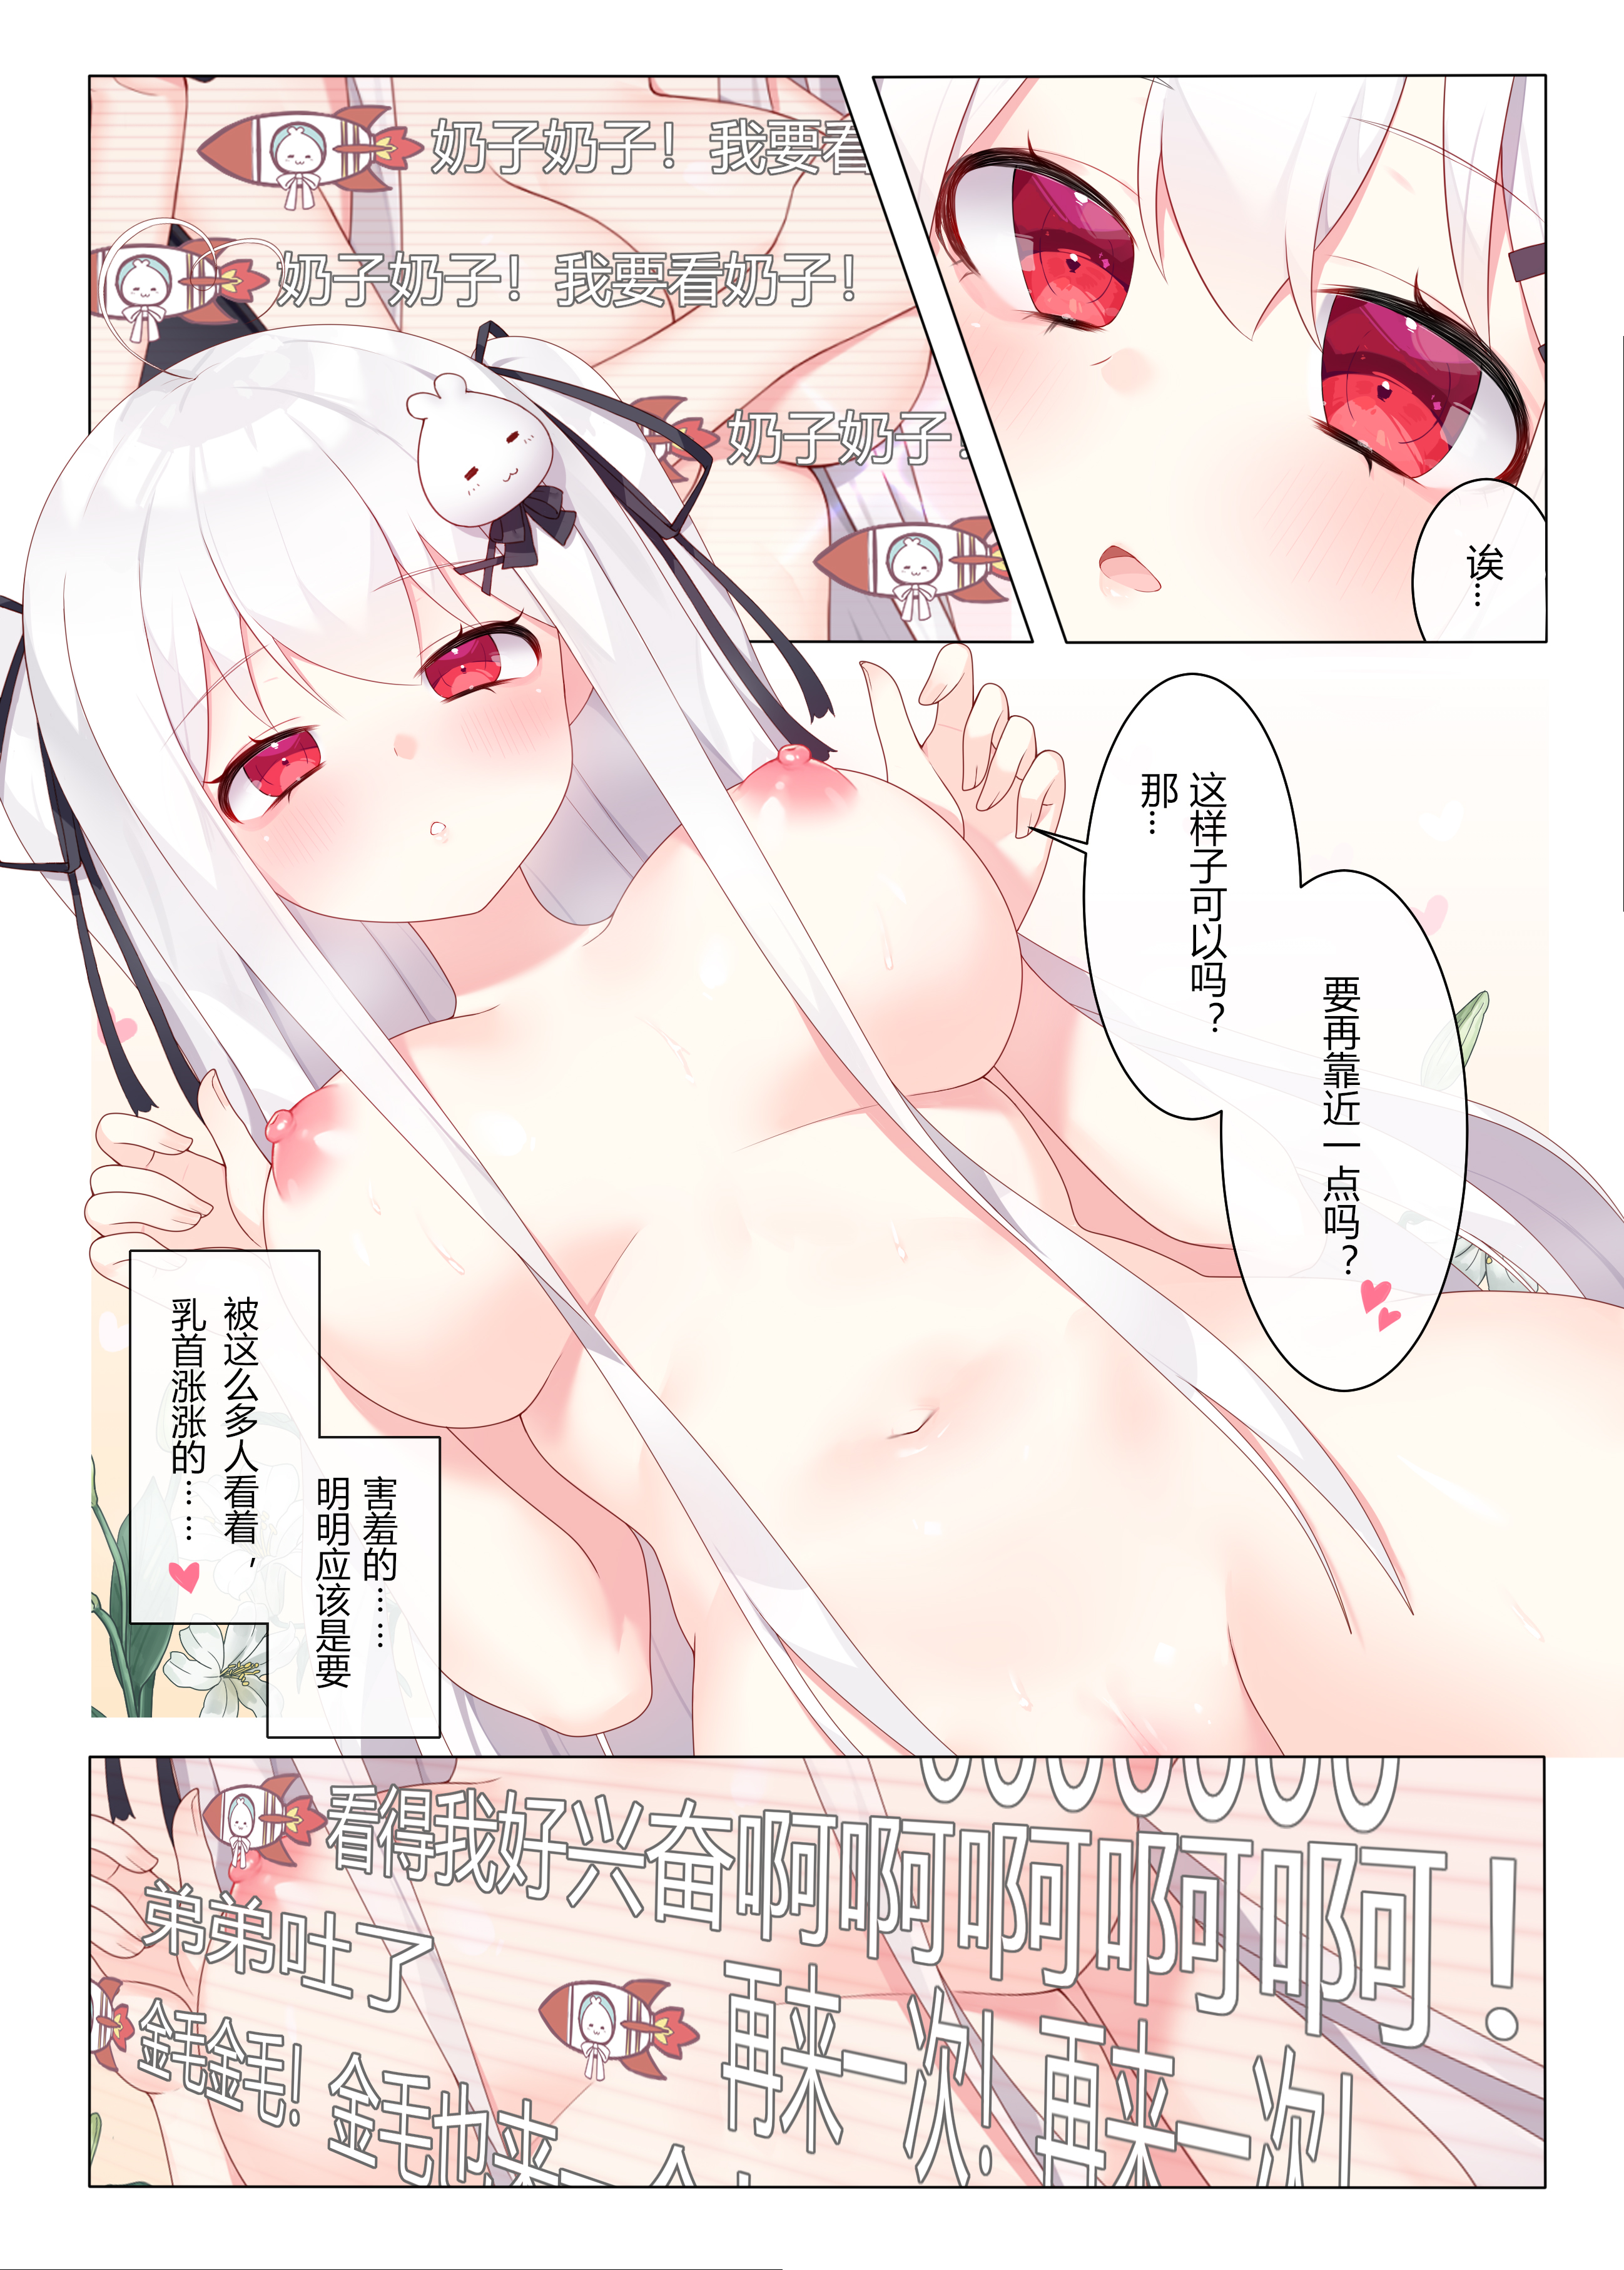 奶子奶子！我要看
奶子奶子！我要看奶子！
奶子奶子！
诶…
这样子可以吗？
那…
要再靠近一点吗？
被这么多人看着，
乳首涨涨的……
害羞的……
明明应该是要
看得我好兴奋啊啊啊啊啊！
弟弟吐了
再来一次！再来一次！
金毛金毛！金毛也来一